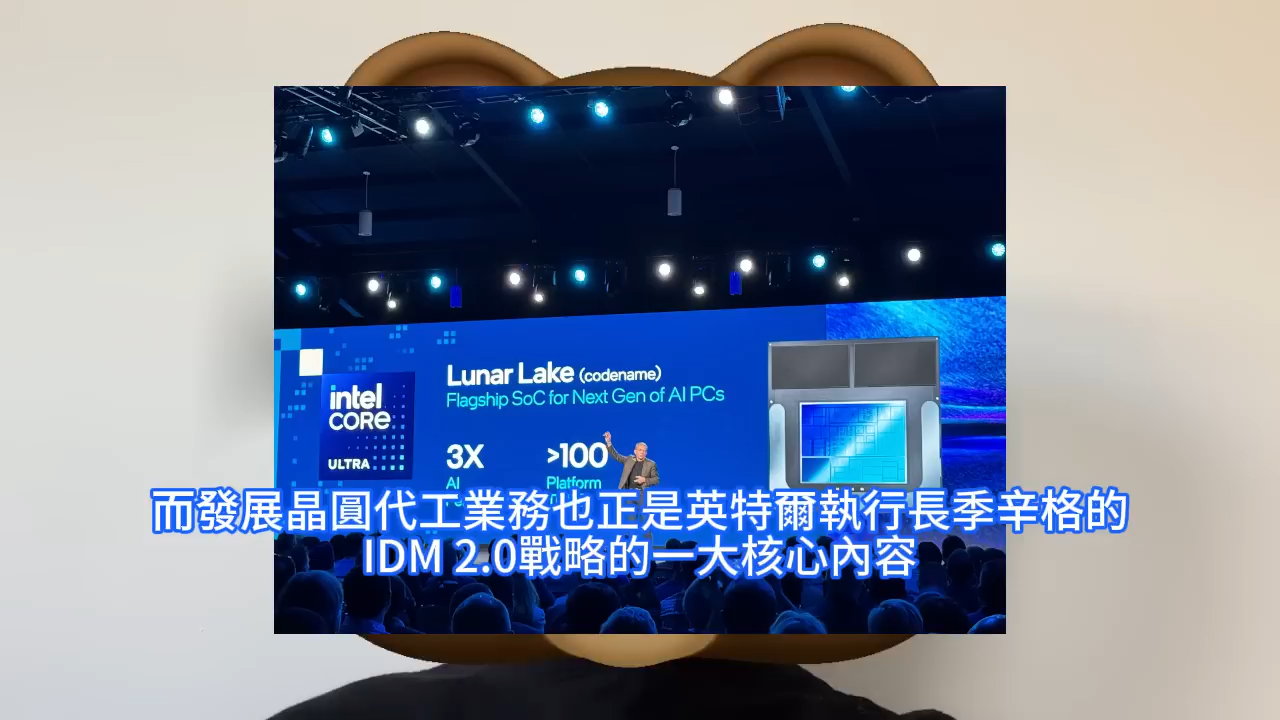 intel
CORE
ULTRA
Lunar Lake (codename)
Flagship SoC for Next Gen of AI PCs
3X
AI
>100
Platform
而發展晶圓代工業務也正是英特爾執行長季辛格的
IDM 2.0戰略的一大核心內容